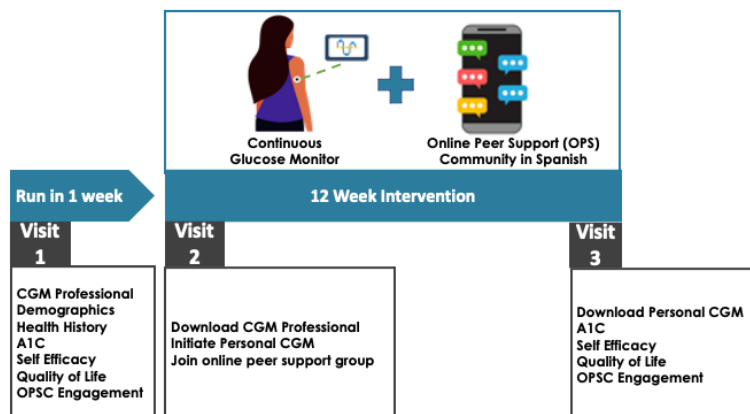 Continuous
Glucose Monitor
Online Peer Support (OPS)
Community in Spanish
Run in 1 week
12 Week Intervention
Visit
1
Visit
2
Visit
3
CGM Professional
Demographics
Health History
A1C
Self Efficacy
Quality of Life
OPSC Engagement
Download CGM Professional
Initiate Personal CGM
Join online peer support group
Download Personal CGM
A1C
Self Efficacy
Quality of Life
OPSC Engagement